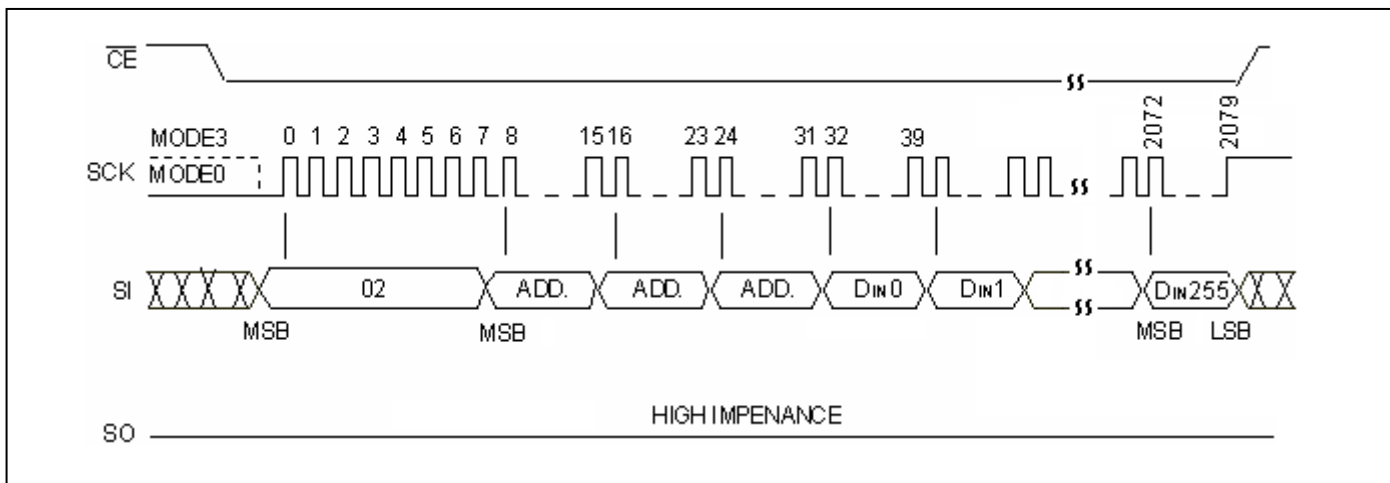 CE
MODE3 0 1 2 3 4 5 6 7 8 15 16 23 24 31 32 39 2072 2079
SCK MODE0
SI 02 ADD. ADD. ADD. DIN0 DIN1 DIN255
MSB MSB MSB LSB
HIGH IMPENANCE
SO